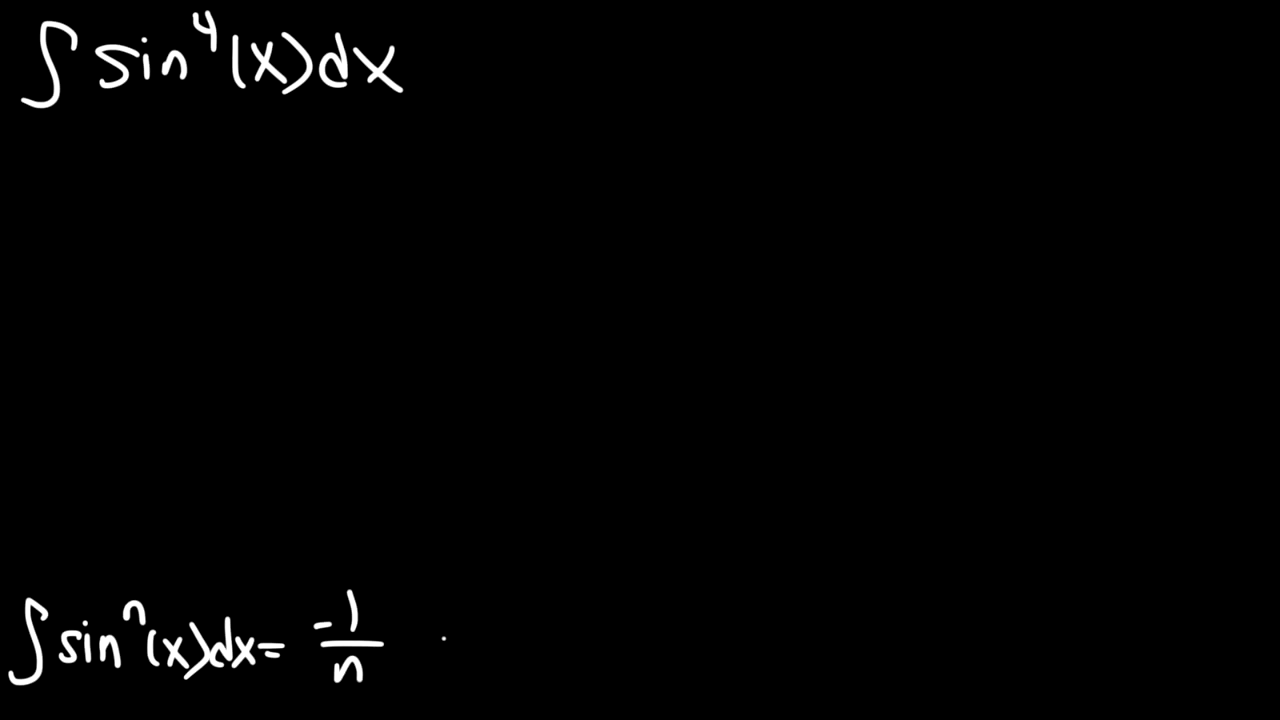 ∫ sin⁴(x)dx
∫ sinⁿ(x)dx = -1/n